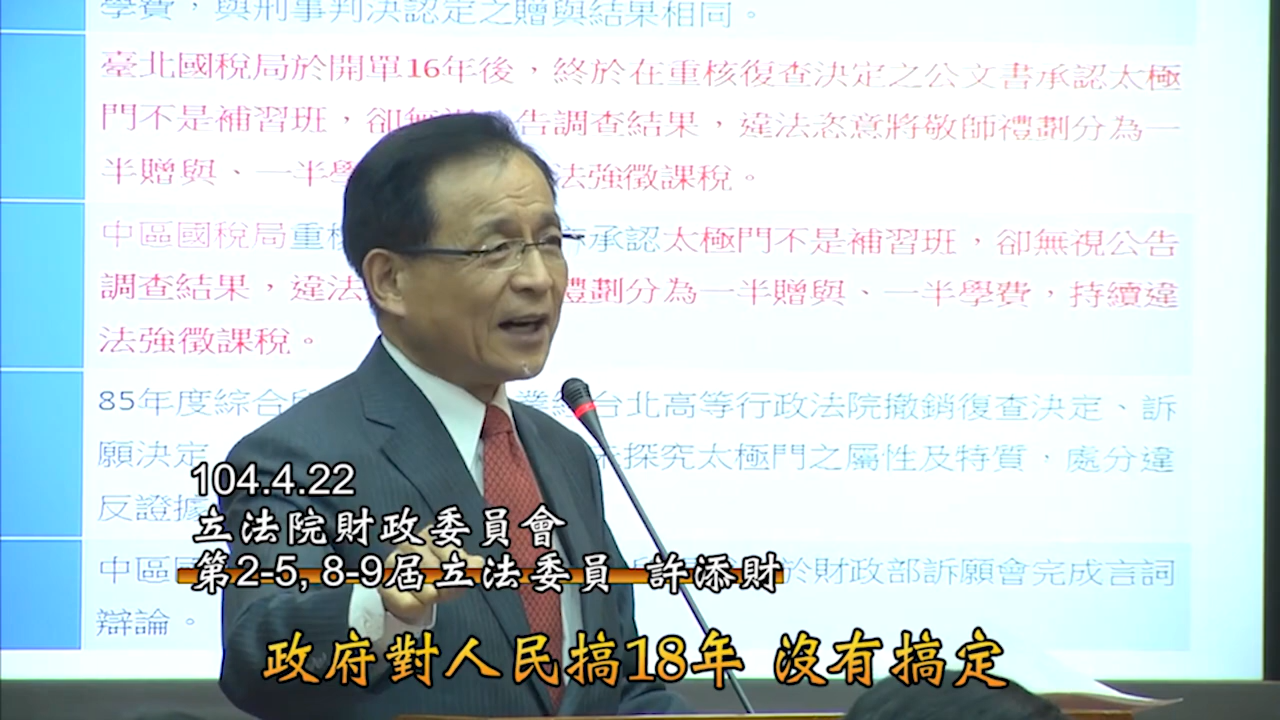 學費，與刑事判決認定之贈與結果相同。
臺北國稅局於開單16年後，終於在重核復查決定之公文書承認太極
門不是補習班，卻無 告調查結果，違法恣意將敬師禮劃分為一
半贈與、一半 法強徵課稅。
中區國稅局重 承認太極門不是補習班，卻無視公告
調查結果，違法 禮劃分為一半贈與、一半學費，持續違
法強徵課稅。
85年度綜合 台北高等行政法院撤銷復查決定、訴
願決定 探究太極門之屬性及特質，處分違
反證據
中區 於財政部訴願會完成言詞
辯論。
104.4.22
立法院財政委員會
第2-5, 8-9屆立法委員 許添財
政府對人民搞18年 沒有搞定